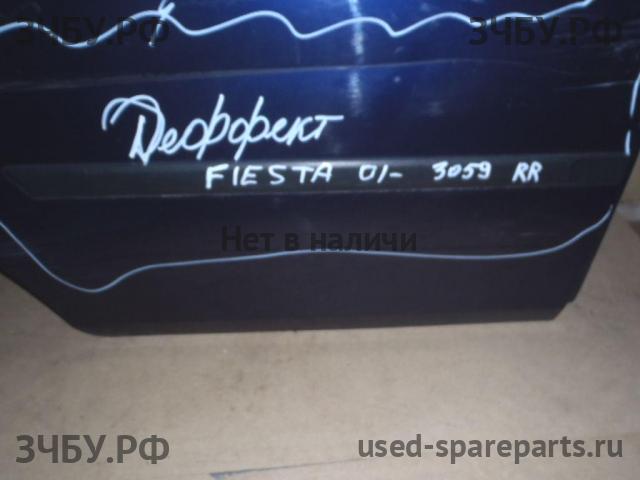 ЗЧБУ.РФ ЗЧБУ.РФ
Деффект
FIESTA 01- 3059 RR
Нет в наличи
ЗЧБУ.РФ used-spareparts.ru